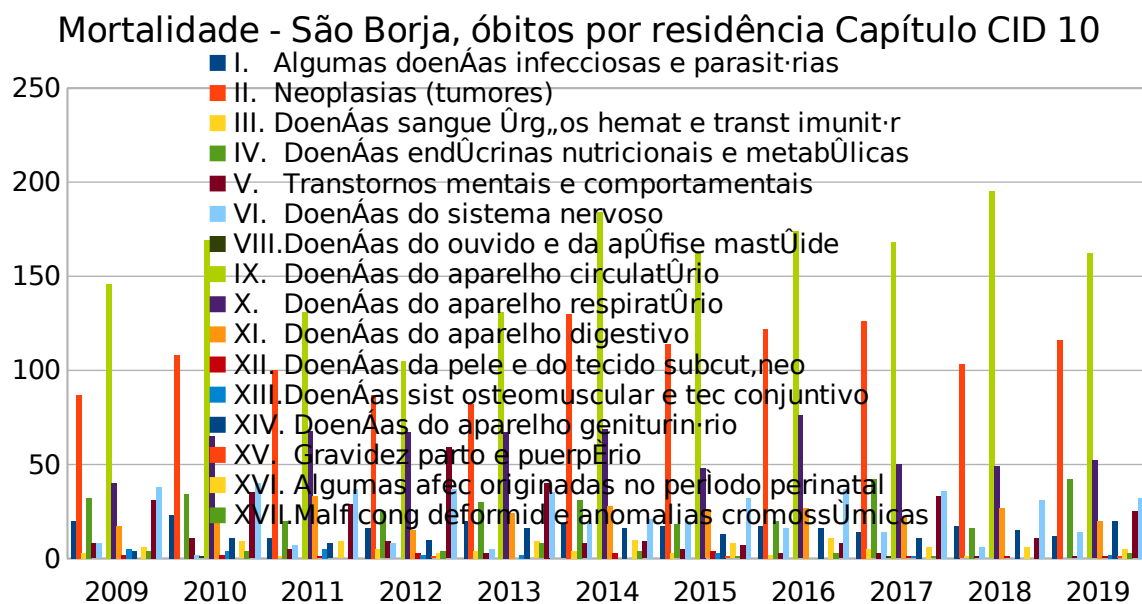 Mortalidade - São Borja, óbitos por residência Capítulo CID 10
I. Algumas doenÁas infecciosas e parasit·rias
250
II. Neoplasias (tumores)
III. DoenÁas sangue Ûrg„os hemat e transt imunit·r
IV. DoenÁas endÛcrinas nutricionais e metabÛlicas
200
V. Transtornos mentais e comportamentais
VI. DoenÁas do sistema nervoso
VIII.DoenÁas do ouvido e da apÛfise mastÛide
150
IX. DoenÁas do aparelho circulatÛrio
X. DoenÁas do aparelho respiratÛrio
XI. DoenÁas do aparelho digestivo
100
XII. DoenÁas da pele e do tecido subcut‚neo
XIII.DoenÁas sist osteomuscular e tec conjuntivo
XIV. DoenÁas do aparelho geniturin·rio
50
XV. Gravidez parto e puerpÈrio
XVI. Algumas afec originadas no perÌodo perinatal
XVII.Malf cong deformid e anomalias cromossÙmicas
0
2009 2010 2011 2012 2013 2014 2015 2016 2017 2018 2019